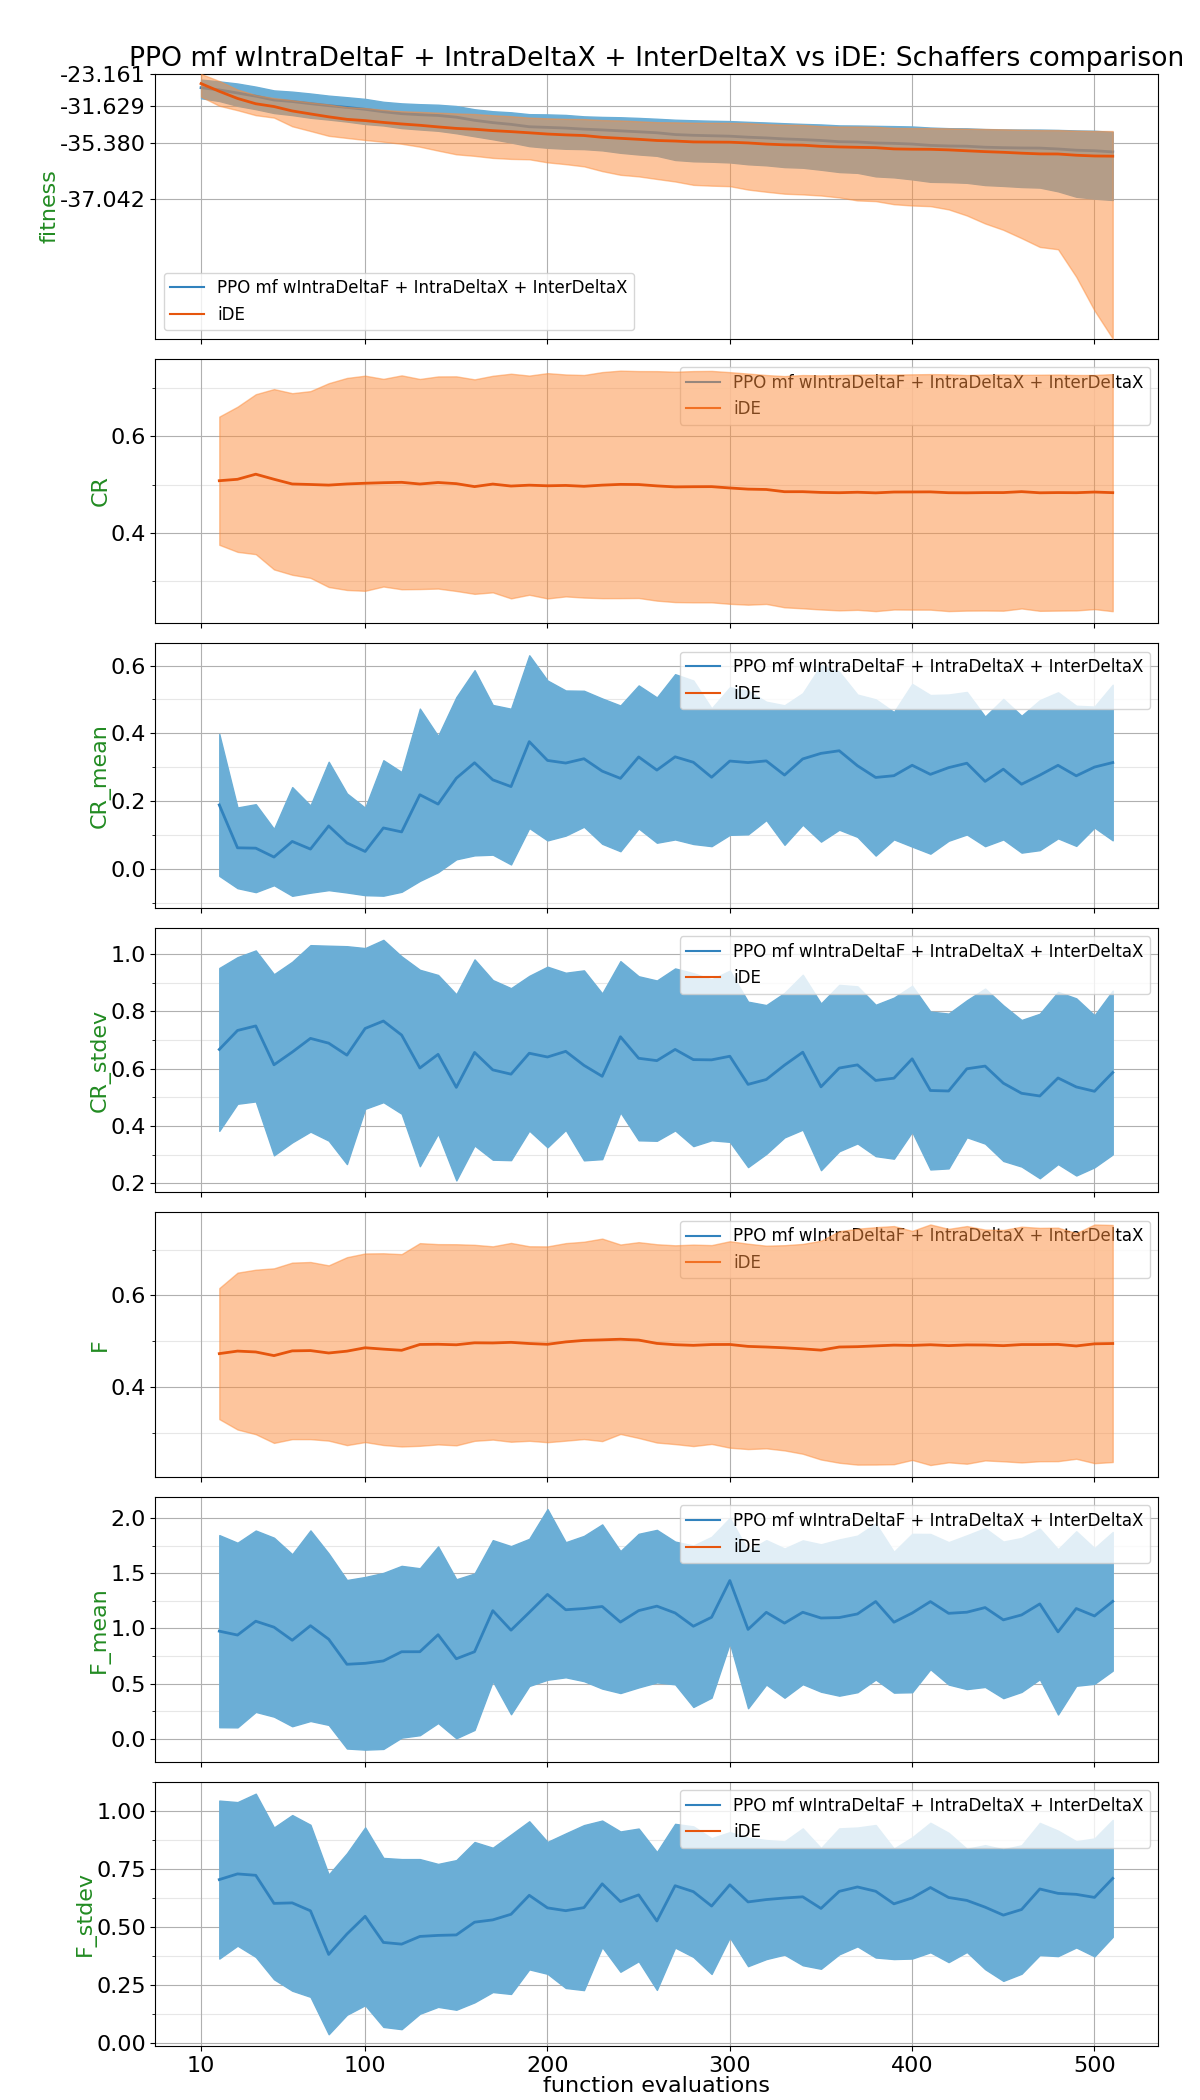 PPO mf wIntraDeltaF + IntraDeltaX + InterDeltaX vs iDE: Schaffers comparison
-23.161
-31.629
-35.380
-37.042
fitness
PPO mf wIntraDeltaF + IntraDeltaX + InterDeltaX
iDE
0.6
0.4
CR
PPO mf wIntraDeltaF + IntraDeltaX + InterDeltaX
iDE
0.6
0.4
0.2
0.0
CR_mean
PPO mf wIntraDeltaF + IntraDeltaX + InterDeltaX
iDE
1.0
0.8
0.6
0.4
0.2
CR_stdev
PPO mf wIntraDeltaF + IntraDeltaX + InterDeltaX
iDE
0.6
0.4
F
PPO mf wIntraDeltaF + IntraDeltaX + InterDeltaX
iDE
2.0
1.5
1.0
0.5
0.0
F_mean
PPO mf wIntraDeltaF + IntraDeltaX + InterDeltaX
iDE
1.00
0.75
0.50
0.25
0.00
F_stdev
PPO mf wIntraDeltaF + IntraDeltaX + InterDeltaX
iDE
10 100 200 300 400 500
function evaluations